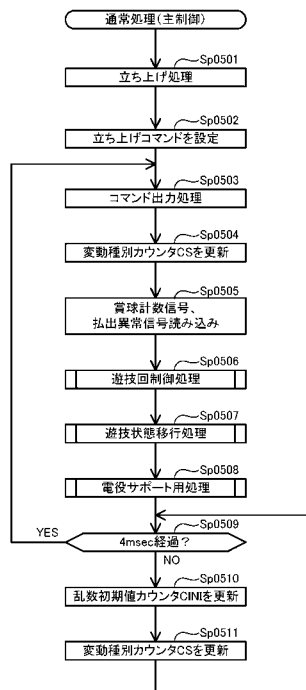 通常処理(主制御)
Sp0501
立ち上げ処理
Sp0502
立ち上げコマンドを設定
Sp0503
コマンド出力処理
Sp0504
変動種別カウンタCSを更新
Sp0505
賞球計数信号、
払出異常信号読み込み
Sp0506
遊技回制御処理
Sp0507
遊技状態移行処理
Sp0508
電役サポート用処理
Sp0509
YES
4msec経過?
NO
Sp0510
乱数初期値カウンタCINIを更新
Sp0511
変動種別カウンタCSを更新